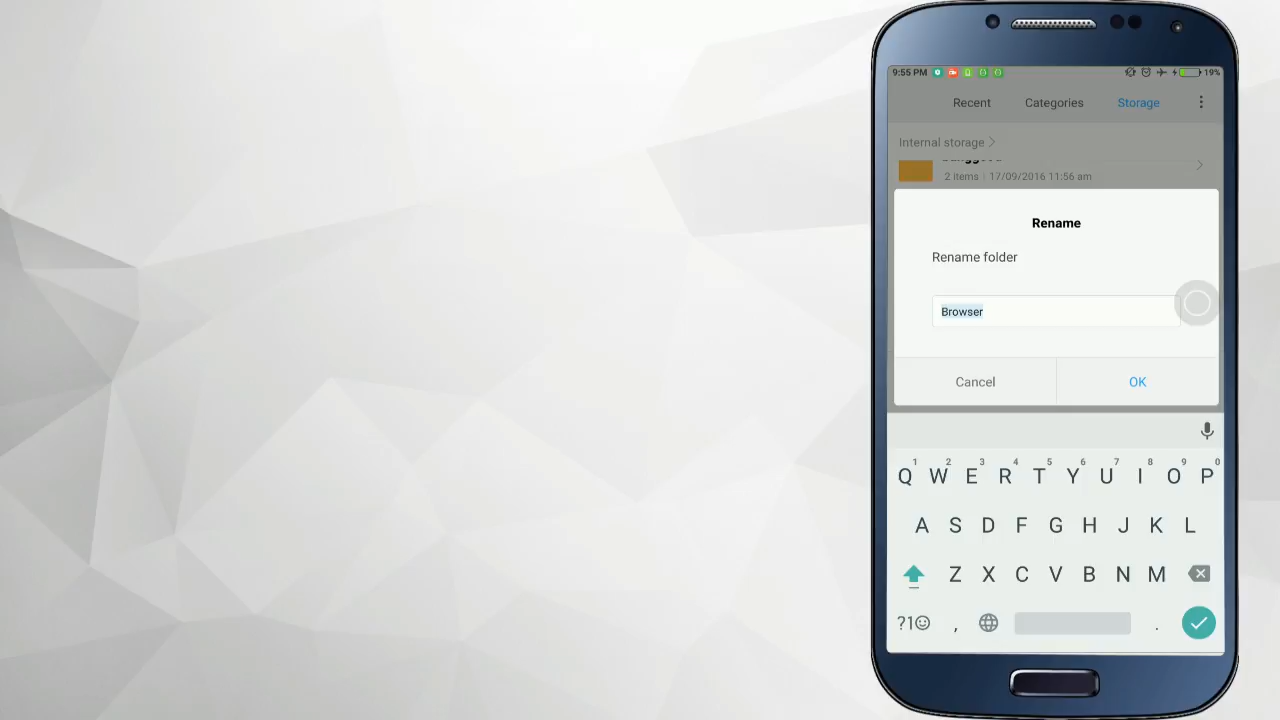 9:55 PM 19%
Recent Categories Storage
Internal storage
2 items | 17/09/2016 11:56 am
Rename
Rename folder
Browser
Cancel OK
1 2 3 4 5 6 7 8 9 0
Q W E R T Y U I O P
A S D F G H J K L
Z X C V B N M
?1☺ , .